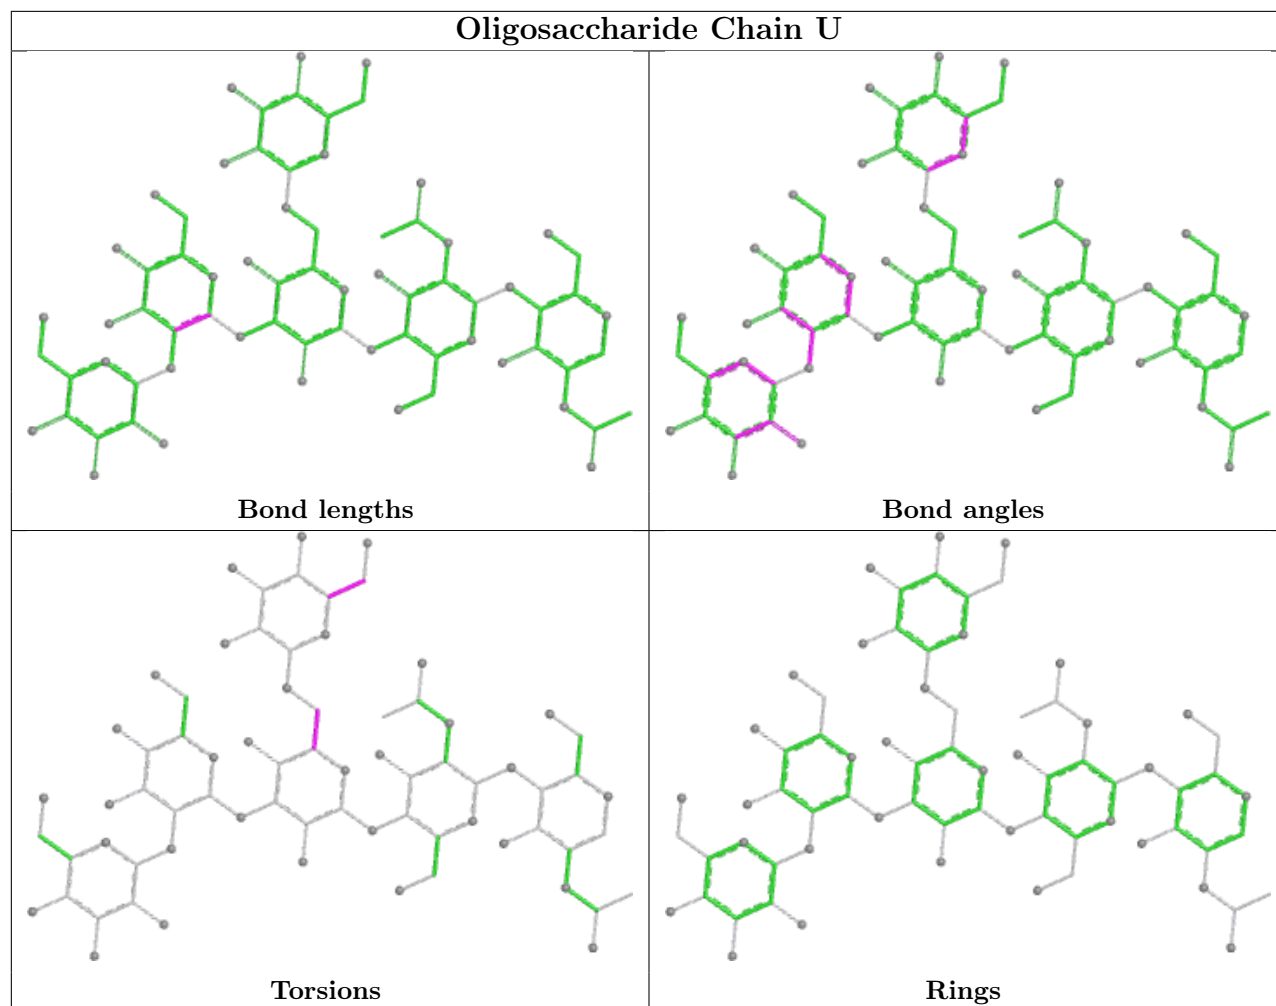 Oligosaccharide Chain U
Bond lengths
Bond angles
Torsions
Rings